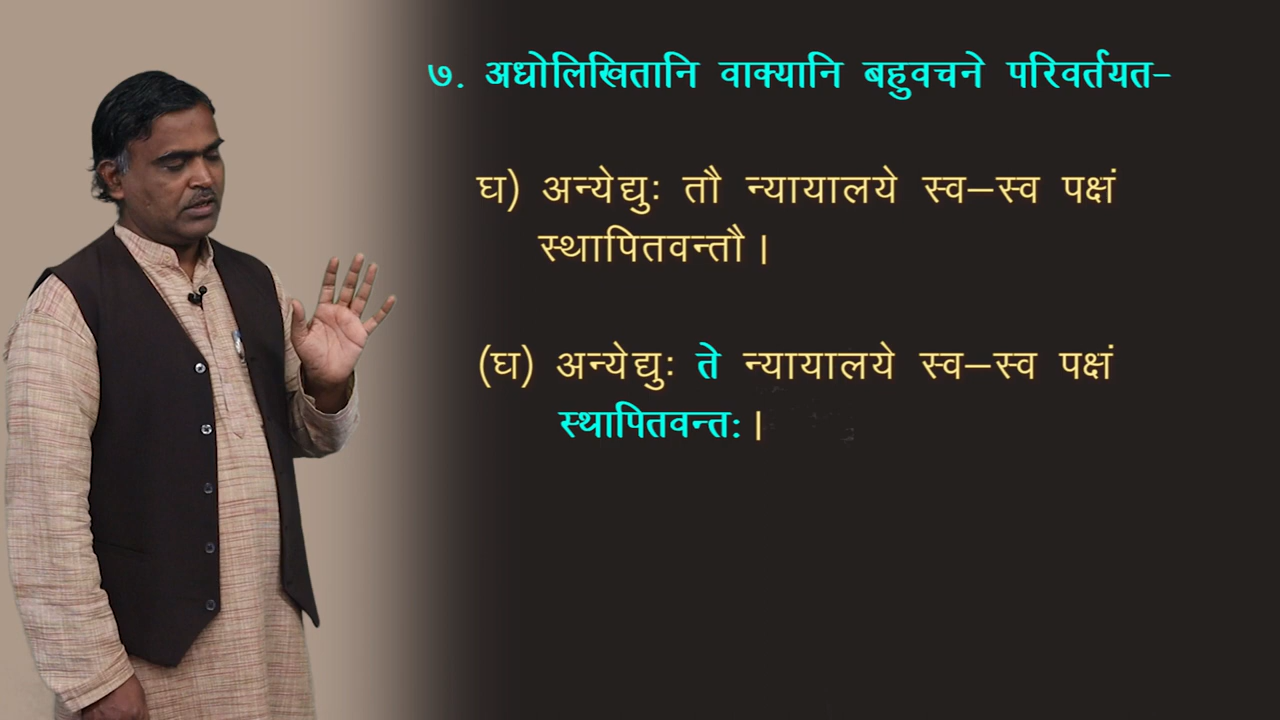 ७. अधोलिखितानि वाक्यानि बहुवचने परिवर्तयत–
घ) अन्येद्युः तौ न्यायालये स्व–स्व पक्षं
स्थापितवन्तौ।
(घ) अन्येद्युः ते न्यायालये स्व–स्व पक्षं
स्थापितवन्तः।